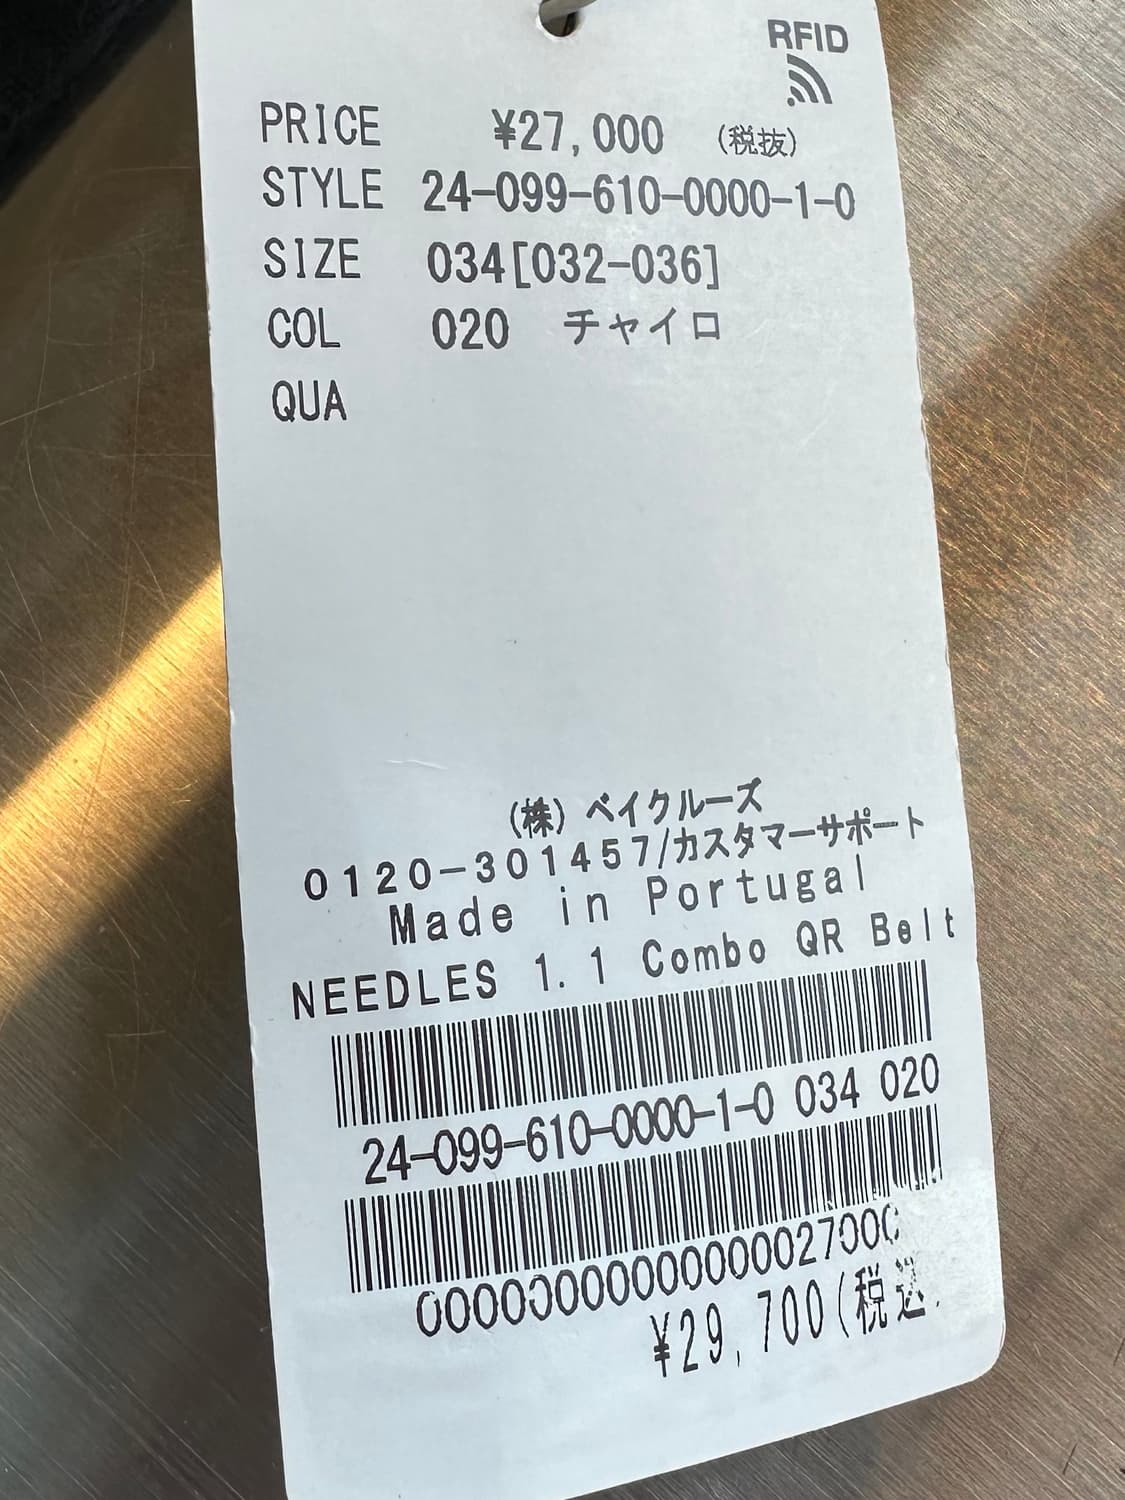 RFID
PRICE ¥27,000 (税抜)
STYLE 24-099-610-0000-1-0
SIZE 034[032-036]
COL 020 チャイロ
QUA
(株) ベイクルーズ
0120-301457/カスタマーサポート
Made in Portugal
NEEDLES 1.1 Combo QR Belt
24-099-610-0000-1-0 034 020
¥29,700(税込